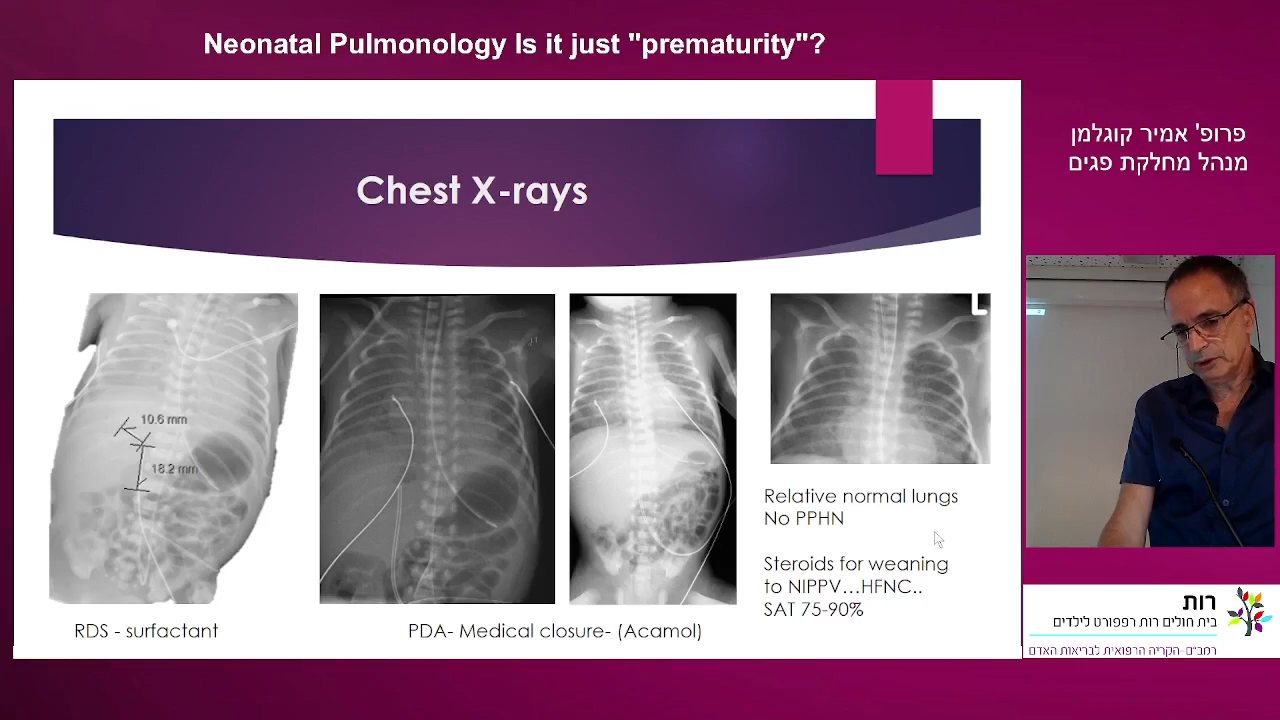 Neonatal Pulmonology Is it just "prematurity"?
Chest X-rays
10.6 mm
18.2 mm
RDS - surfactant
LT
PDA- Medical closure- (Acamol)
L
Relative normal lungs
No PPHN
Steroids for weaning
to NIPPV...HFNC..
SAT 75-90%
פרופ' אמיר קוגלמן
מנהל מחלקת פגים
רות
בית חולים רות רפפורט לילדים
רמב"ם-הקריה הרפואית לבריאות האדם